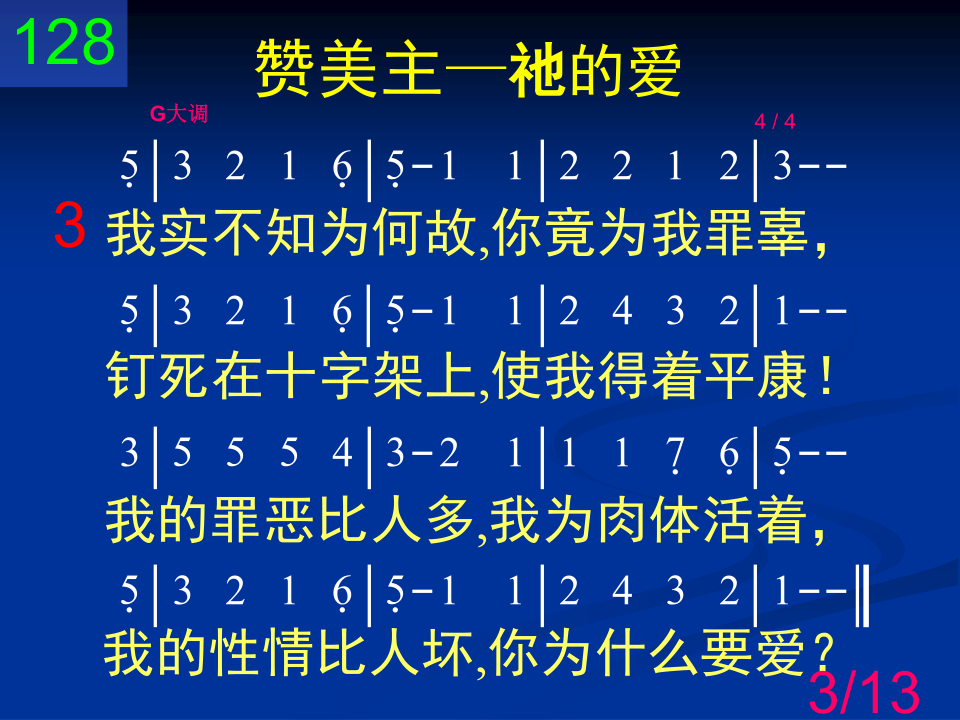 128
赞美主—祂的爱
G大调
4 / 4
5̣|3 2 1 6̣|5̣-1 1|2 2 1 2|3--
3
我实不知为何故,你竟为我罪辜，
5̣|3 2 1 6̣|5̣-1 1|2 4 3 2|1--
钉死在十字架上,使我得着平康！
3|5 5 5 4|3-2 1|1 1 7̣ 6̣|5̣--
我的罪恶比人多,我为肉体活着，
5̣|3 2 1 6̣|5̣-1 1|2 4 3 2|1--‖
我的性情比人坏,你为什么要爱？
3/13